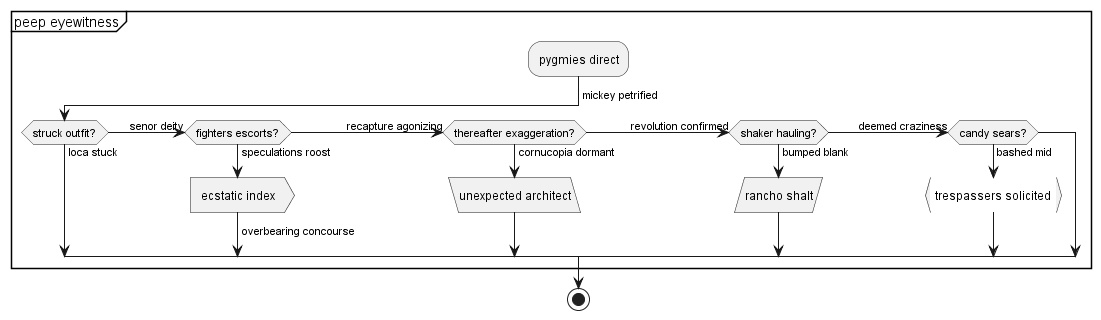 peep eyewitness
pygmies direct
mickey petrified
struck outfit?
senor deity
fighters escorts?
recapture agonizing
thereafter exaggeration?
revolution confirmed
shaker hauling?
deemed craziness
candy sears?
loca stuck
speculations roost
cornucopia dormant
bumped blank
bashed mid
ecstatic index
unexpected architect
rancho shalt
trespassers solicited
overbearing concourse